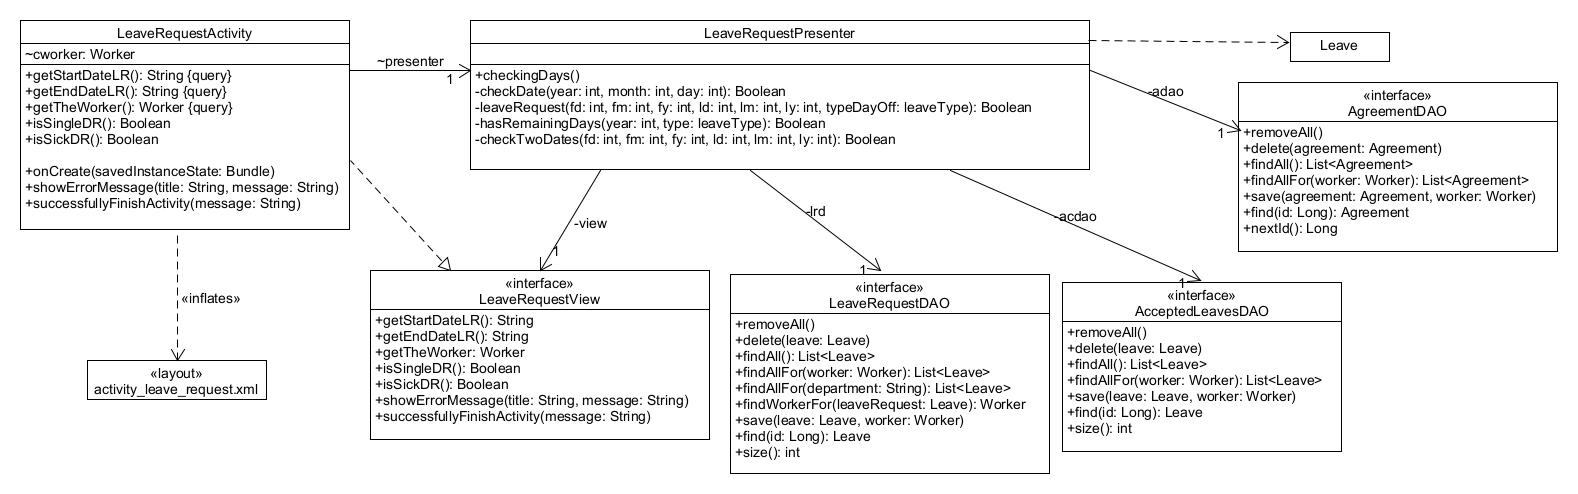 LeaveRequestActivity
~cworker: Worker
+getStartDateLR(): String {query}
+getEndDateLR(): String {query}
+getTheWorker(): Worker {query}
+isSingleDR(): Boolean
+isSickDR(): Boolean
+onCreate(savedInstanceState: Bundle)
+showErrorMessage(title: String, message: String)
+successfullyFinishActivity(message: String)
~presenter
1
LeaveRequestPresenter
+checkingDays()
-checkDate(year: int, month: int, day: int): Boolean
-leaveRequest(fd: int, fm: int, fy: int, ld: int, lm: int, ly: int, typeDayOff: leaveType): Boolean
-hasRemainingDays(year: int, type: leaveType): Boolean
-checkTwoDates(fd: int, fm: int, fy: int, ld: int, lm: int, ly: int): Boolean
Leave
-adao
1
«interface»
AgreementDAO
+removeAll()
+delete(agreement: Agreement)
+findAll(): List<Agreement>
+findAllFor(worker: Worker): List<Agreement>
+save(agreement: Agreement, worker: Worker)
+find(id: Long): Agreement
+nextId(): Long
«inflates»
«layout»
activity_leave_request.xml
-view
1
«interface»
LeaveRequestView
+getStartDateLR(): String
+getEndDateLR(): String
+getTheWorker: Worker
+isSingleDR(): Boolean
+isSickDR(): Boolean
+showErrorMessage(title: String, message: String)
+successfullyFinishActivity(message: String)
-lrd
1
«interface»
LeaveRequestDAO
+removeAll()
+delete(leave: Leave)
+findAll(): List<Leave>
+findAllFor(worker: Worker): List<Leave>
+findAllFor(department: String): List<Leave>
+findWorkerFor(leaveRequest: Leave): Worker
+save(leave: Leave, worker: Worker)
+find(id: Long): Leave
+size(): int
-acdao
1
«interface»
AcceptedLeavesDAO
+removeAll()
+delete(leave: Leave)
+findAll(): List<Leave>
+findAllFor(worker: Worker): List<Leave>
+save(leave: Leave, worker: Worker)
+find(id: Long): Leave
+size(): int